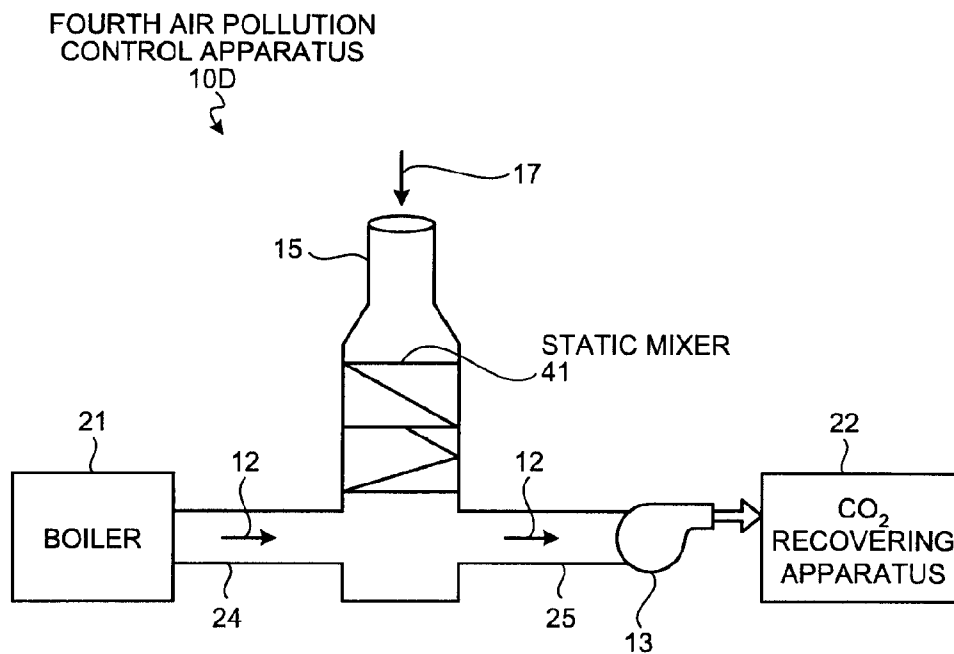 FOURTH AIR POLLUTION
CONTROL APPARATUS
10D
17
15
STATIC MIXER
41
21
12
12
22
BOILER
CO₂
RECOVERING
APPARATUS
24
25
13